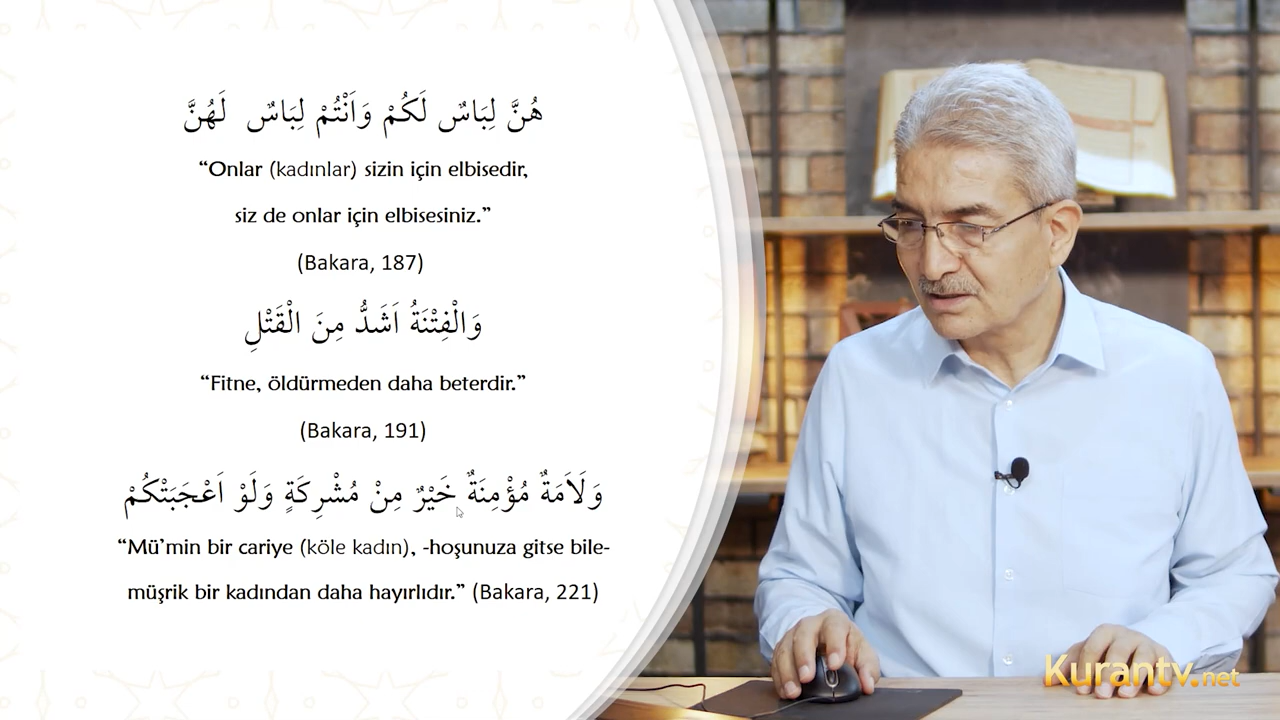 هُنَّ لِبَاسٌ لَكُمْ وَاَنْتُمْ لِبَاسٌ لَهُنَّ
“Onlar (kadınlar) sizin için elbisedir,
siz de onlar için elbisesiniz.”
(Bakara, 187)
وَالْفِتْنَةُ اَشَدُّ مِنَ الْقَتْلِ
“Fitne, öldürmeden daha beterdir.”
(Bakara, 191)
وَلَاَمَةٌ مُؤْمِنَةٌ خَيْرٌ مِنْ مُشْرِكَةٍ وَلَوْ اَعْجَبَتْكُمْ
“Mü’min bir cariye (köle kadın), -hoşunuza gitse bile-
müşrik bir kadından daha hayırlıdır.” (Bakara, 221)
Kurantv.net